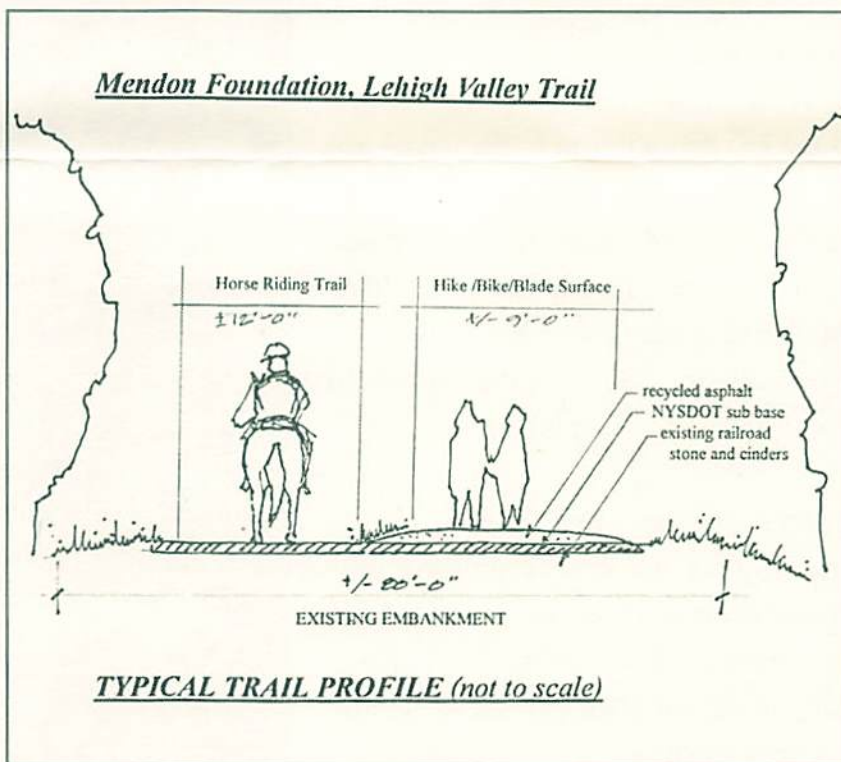 Mendon Foundation, Lehigh Valley Trail
Horse Riding Trail
±12'-0"
Hike /Bike/Blade Surface
+/- 9'-0"
recycled asphalt
NYSDOT sub base
existing railroad
stone and cinders
+/- 80'-0"
EXISTING EMBANKMENT
TYPICAL TRAIL PROFILE (not to scale)